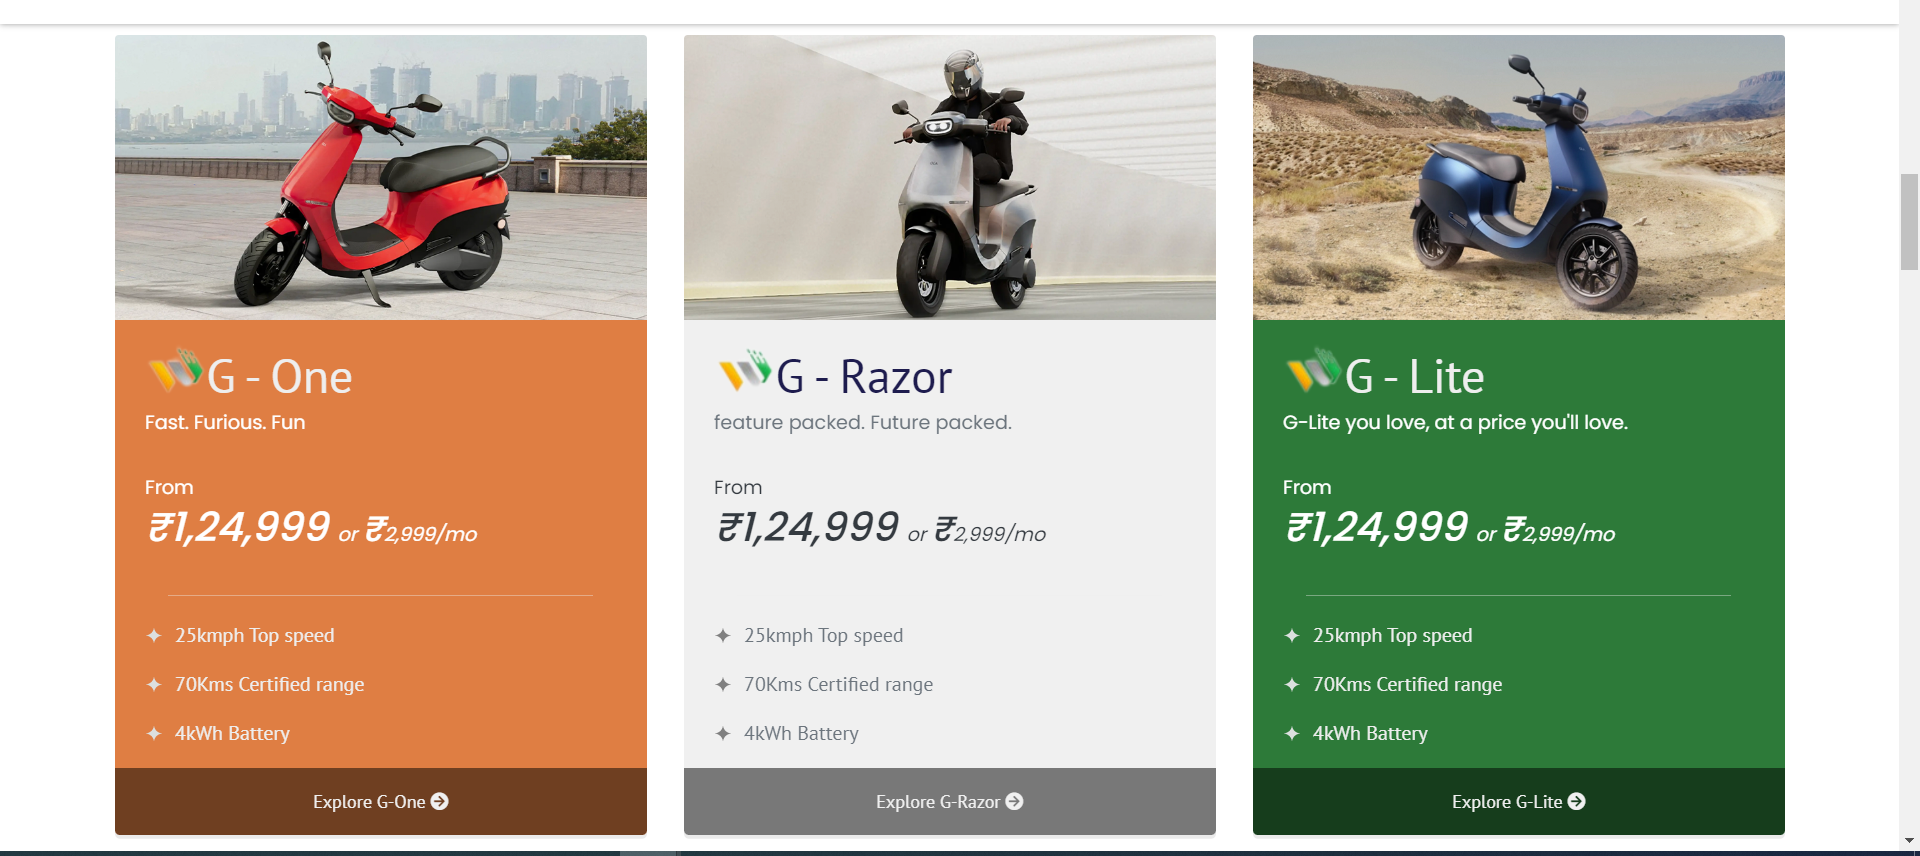 G - One
Fast. Furious. Fun
From
₹1,24,999 or ₹2,999/mo
25kmph Top speed
70Kms Certified range
4kWh Battery
Explore G-One
G - Razor
feature packed. Future packed.
From
₹1,24,999 or ₹2,999/mo
25kmph Top speed
70Kms Certified range
4kWh Battery
Explore G-Razor
G - Lite
G-Lite you love, at a price you'll love.
From
₹1,24,999 or ₹2,999/mo
25kmph Top speed
70Kms Certified range
4kWh Battery
Explore G-Lite